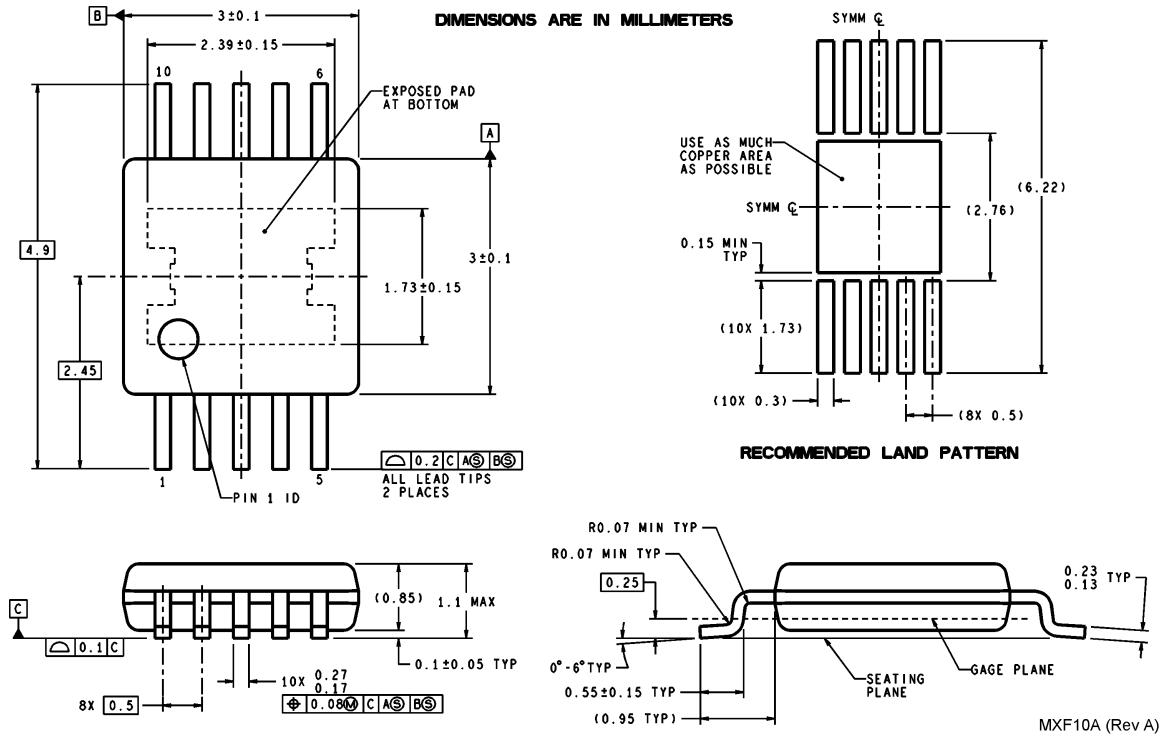 DIMENSIONS ARE IN MILLIMETERS
B
3±0.1
2.39±0.15
10
6
EXPOSED PAD
AT BOTTOM
A
4.9
3±0.1
1.73±0.15
2.45
1
5
PIN 1 ID
⌓ 0.2 C AⓈ BⓈ
ALL LEAD TIPS
2 PLACES
SYMM ℄
USE AS MUCH
COPPER AREA
AS POSSIBLE
SYMM ℄
(6.22)
(2.76)
0.15 MIN
TYP
(10X 1.73)
(10X 0.3)
(8X 0.5)
RECOMMENDED LAND PATTERN
C
⌓ 0.1 C
(0.85)
1.1 MAX
0.1±0.05 TYP
8X 0.5
10X 0.27
0.17
⌖ 0.08Ⓜ C AⓈ BⓈ
R0.07 MIN TYP
R0.07 MIN TYP
0.25
0.23
0.13 TYP
0°-6°TYP
0.55±0.15 TYP
(0.95 TYP)
SEATING
PLANE
GAGE PLANE
MXF10A (Rev A)